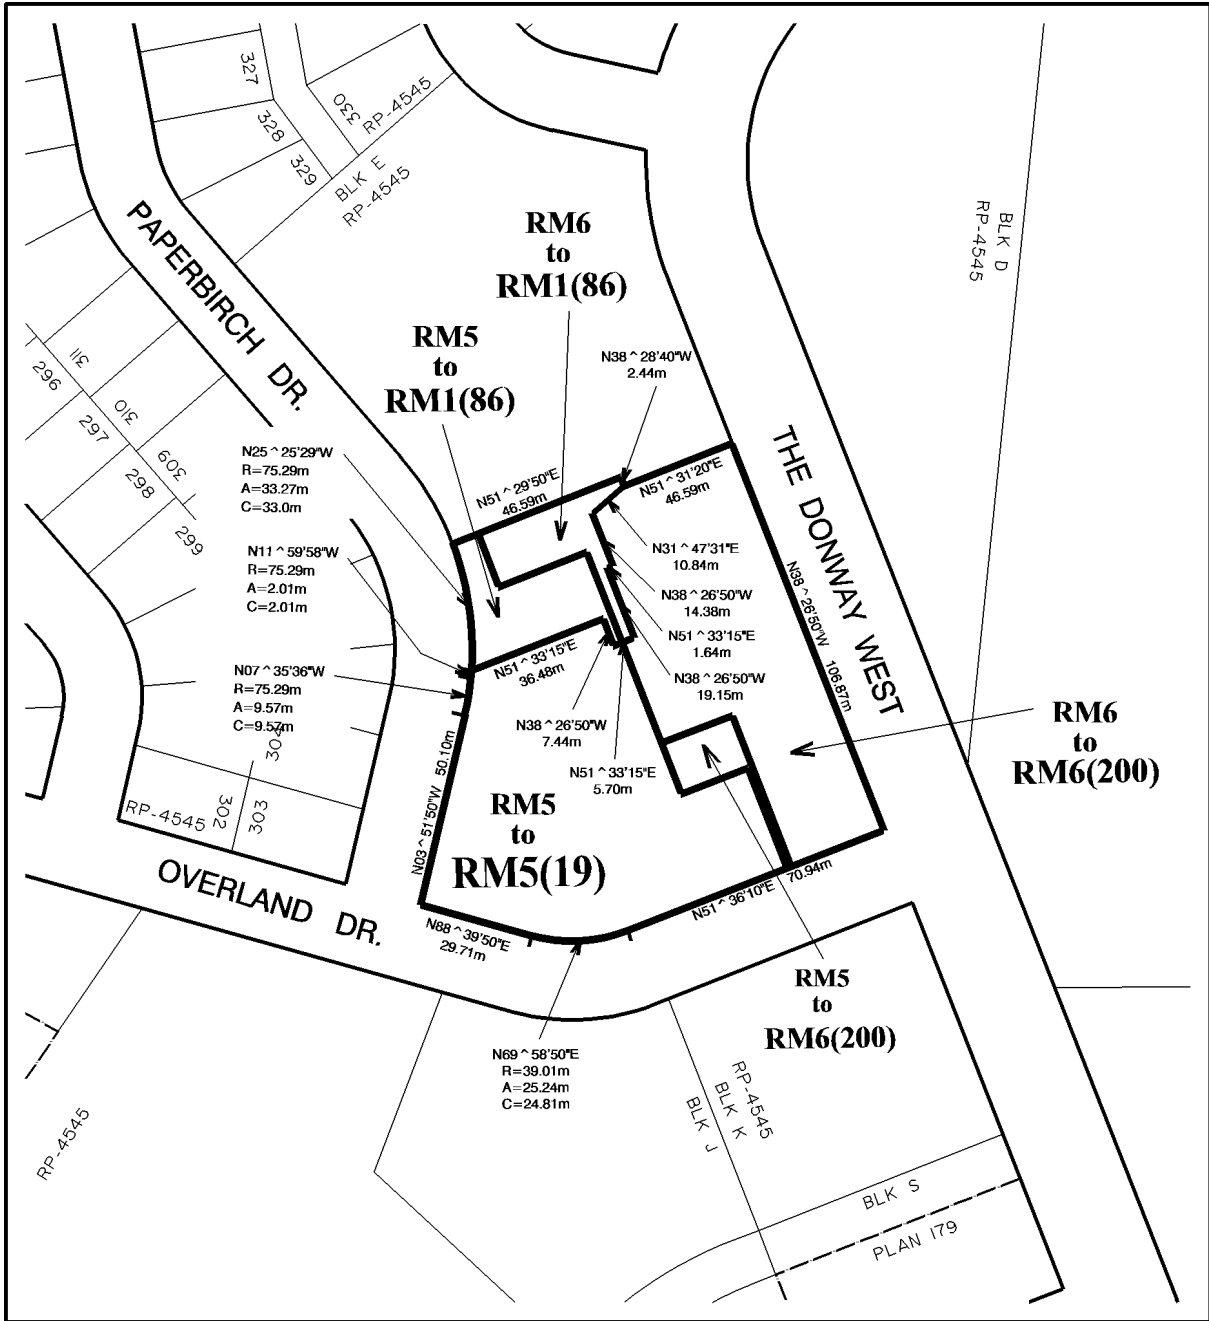 327
328
329
330
RP-4545
BLK E
RP-4545
PAPERBIRCH DR.
BLK D
RP-4545
RM6
to
RM1(86)
RM5
to
RM1(86)
N38^28'40"W
2.44m
311
296
310
297
309
298
299
N25^25'29"W
R=75.29m
A=33.27m
C=33.0m
N51^29'50"E
46.59m
N51^31'20"E
46.59m
THE DONWAY WEST
N11^59'58"W
R=75.29m
A=2.01m
C=2.01m
N31^47'31"E
10.84m
N38^26'50"W
14.38m
N51^33'15"E
1.64m
N38^26'50"W
19.15m
N38^26'50"W 106.87m
N07^35'36"W
R=75.29m
A=9.57m
C=9.57m
N51^33'15"E
36.48m
N38^26'50"W
7.44m
N51^33'15"E
5.70m
RM6
to
RM6(200)
304
302
303
RP-4545
N03^51'50"W 50.10m
RM5
to
RM5(19)
OVERLAND DR.
N88^39'50"E
29.71m
N51^36'10"E 70.94m
RM5
to
RM6(200)
N69^58'50"E
R=39.01m
A=25.24m
C=24.81m
RP-4545
RP-4545
BLK K
BLK J
BLK S
PLAN 179